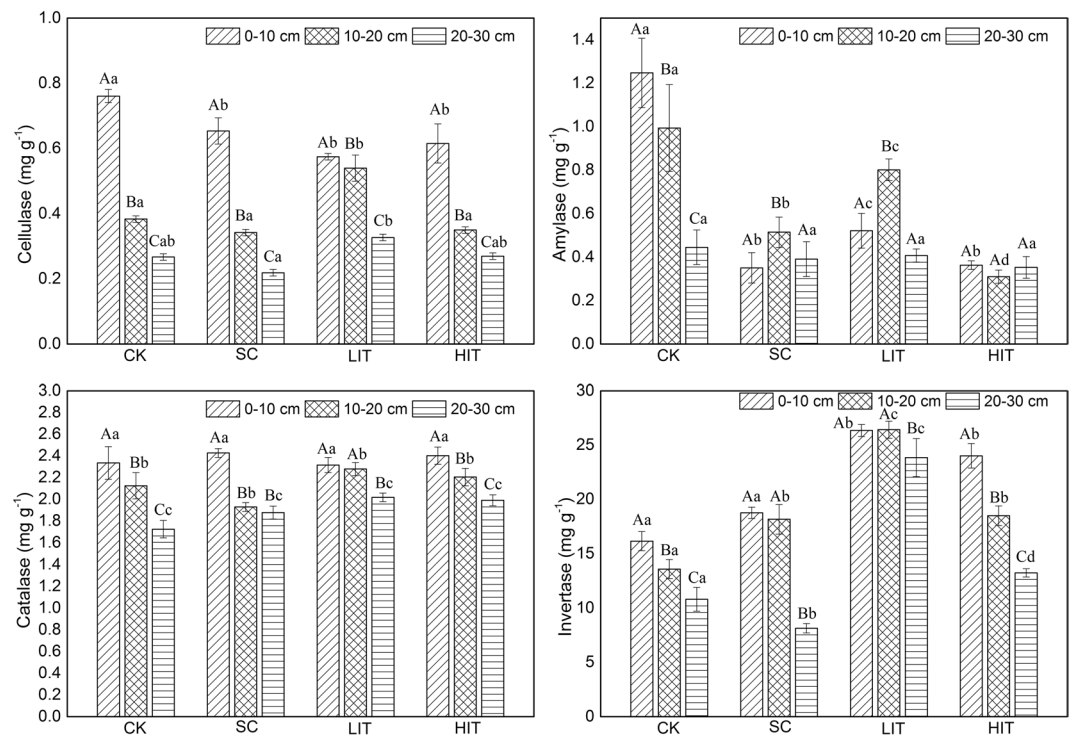 1.0
0.8
0.6
0.4
0.2
0.0
Cellulase (mg g-1)
0-10 cm 10-20 cm 20-30 cm
Aa Ba Cab Ab Ba Ca Ab Bb Cb Ab Ba Cab
CK SC LIT HIT
1.4
1.2
1.0
0.8
0.6
0.4
0.2
0.0
Amylase (mg g-1)
0-10 cm 10-20 cm 20-30 cm
Aa Ba Ca Ab Bb Aa Ac Bc Aa Ab Ad Aa
CK SC LIT HIT
3.0
2.8
2.6
2.4
2.2
2.0
1.8
1.6
1.4
1.2
1.0
0.8
0.6
0.4
0.2
0.0
Catalase (mg g-1)
0-10 cm 10-20 cm 20-30 cm
Aa Bb Cc Aa Bb Bc Aa Ab Bc Aa Bb Cc
CK SC LIT HIT
30
25
20
15
10
5
0
Invertase (mg g-1)
0-10 cm 10-20 cm 20-30 cm
Aa Ba Ca Aa Ab Bb Ab Ac Bc Ab Bb Cd
CK SC LIT HIT